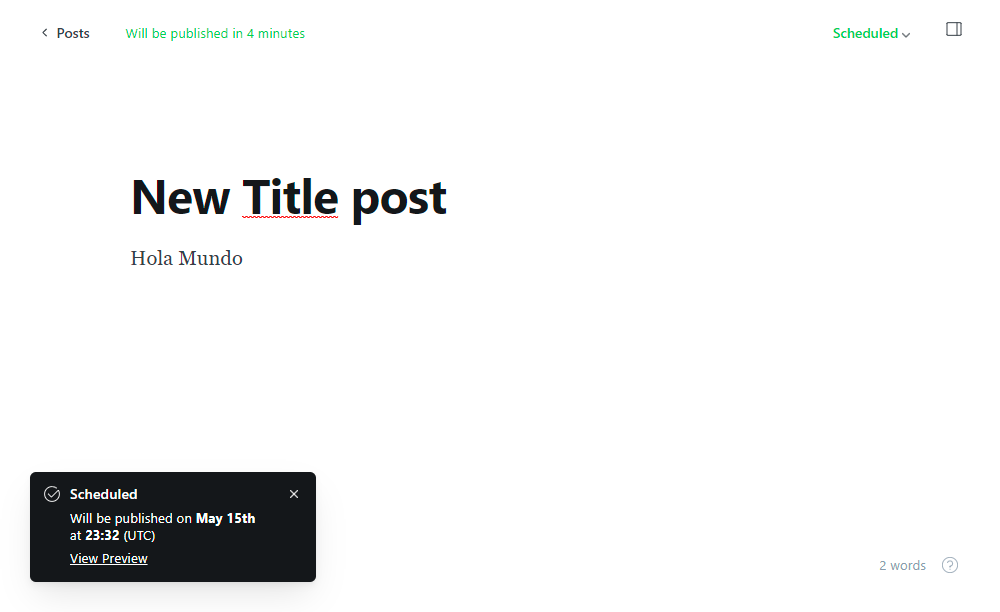 Posts
Will be published in 4 minutes
Scheduled
New Title post
Hola Mundo
Scheduled
Will be published on May 15th
at 23:32 (UTC)
View Preview
2 words
?